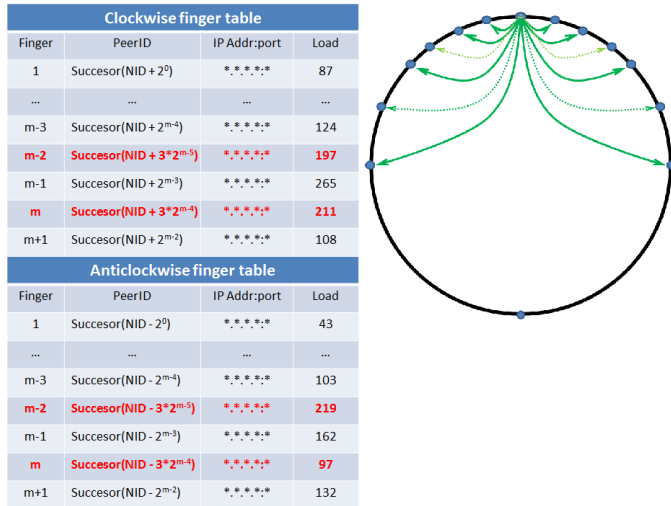 Clockwise finger table
Finger PeerID IP Addr:port Load
1 Succesor(NID + 2⁰) *.*.*.*:* 87
... ... ... ...
m-3 Succesor(NID + 2ᵐ⁻⁴) *.*.*.*:* 124
m-2 Succesor(NID + 3*2ᵐ⁻⁵) *.*.*.*:* 197
m-1 Succesor(NID + 2ᵐ⁻³) *.*.*.*:* 265
m Succesor(NID + 3*2ᵐ⁻⁴) *.*.*.*:* 211
m+1 Succesor(NID + 2ᵐ⁻²) *.*.*.*:* 108
Anticlockwise finger table
Finger PeerID IP Addr:port Load
1 Succesor(NID - 2⁰) *.*.*.*:* 43
... ... ... ...
m-3 Succesor(NID - 2ᵐ⁻⁴) *.*.*.*:* 103
m-2 Succesor(NID - 3*2ᵐ⁻⁵) *.*.*.*:* 219
m-1 Succesor(NID - 2ᵐ⁻³) *.*.*.*:* 162
m Succesor(NID - 3*2ᵐ⁻⁴) *.*.*.*:* 97
m+1 Succesor(NID - 2ᵐ⁻²) *.*.*.*:* 132